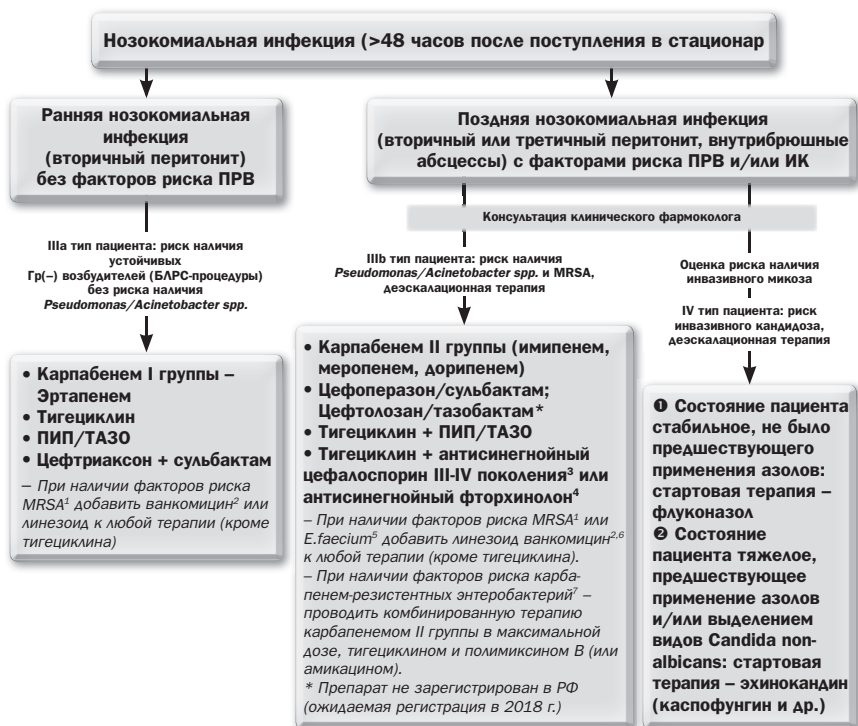 Нозокомиальная инфекция (>48 часов после поступления в стационар
Ранняя нозокомиальная
инфекция
(вторичный перитонит)
без факторов риска ПРВ
Поздняя нозокомиальная инфекция
(вторичный или третичный перитонит, внутрибрюшные
абсцессы) с факторами риска ПРВ и/или ИК
Консультация клинического фармоколога
IIIa тип пациента: риск наличия
устойчивых
Гр(–) возбудителей (БЛРС-процедуры)
без риска наличия
Pseudomonas/Acinetobacter spp.
IIIb тип пациента: риск наличия
Pseudomonas/Acinetobacter spp. и MRSA,
деэскалационная терапия
Оценка риска наличия
инвазивного микоза
IV тип пациента: риск
инвазивного кандидоза,
деэскалационная терапия
• Карпабенем I группы –
Эртапенем
• Тигециклин
• ПИП/ТАЗО
• Цефтриаксон + сульбактам
– При наличии факторов риска
MRSA¹ добавить ванкомицин² или
линезоид к любой терапии (кроме
тигециклина)
• Карпабенем II группы (имипенем,
меропенем, дорипенем)
• Цефоперазон/сульбактам;
Цефтолозан/тазобактам*
• Тигециклин + ПИП/ТАЗО
• Тигециклин + антисинегнойный
цефалоспорин III-IV поколения³ или
антисинегнойный фторхинолон⁴
– При наличии факторов риска MRSA¹ или
E.faecium⁵ добавить линезоид ванкомицин²,⁶
к любой терапии (кроме тигециклина).
– При наличии факторов риска карба-
пенем-резистентных энтеробактерий⁷ –
проводить комбинированную терапию
карбапенемом II группы в максимальной
дозе, тигециклином и полимиксином В (или
амикацином).
* Препарат не зарегистрирован в РФ
(ожидаемая регистрация в 2018 г.)
❶ Состояние пациента
стабильное, не было
предшествующего
применения азолов:
стартовая терапия –
флуконазол
❷ Состояние
пациента тяжелое,
предшествующее
применение азолов
и/или выделением
видов Candida non-
albicans: стартовая
терапия – эхинокандин
(каспофунгин и др.)